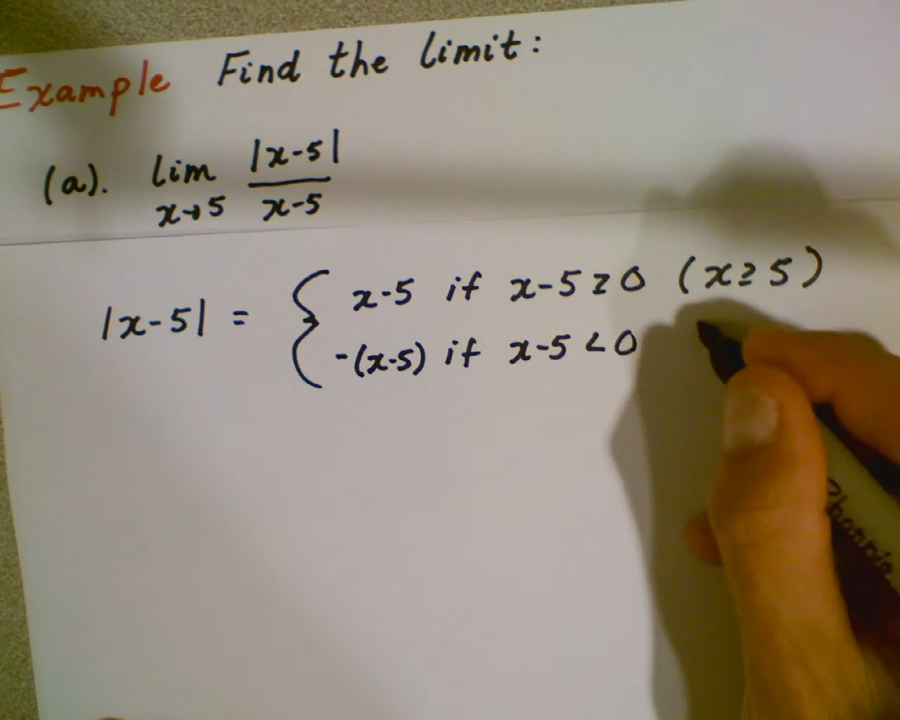 Example Find the limit:
(a). lim x→5 |x-5| / x-5
|x-5| = { x-5 if x-5≥0 (x≥5)
-(x-5) if x-5<0